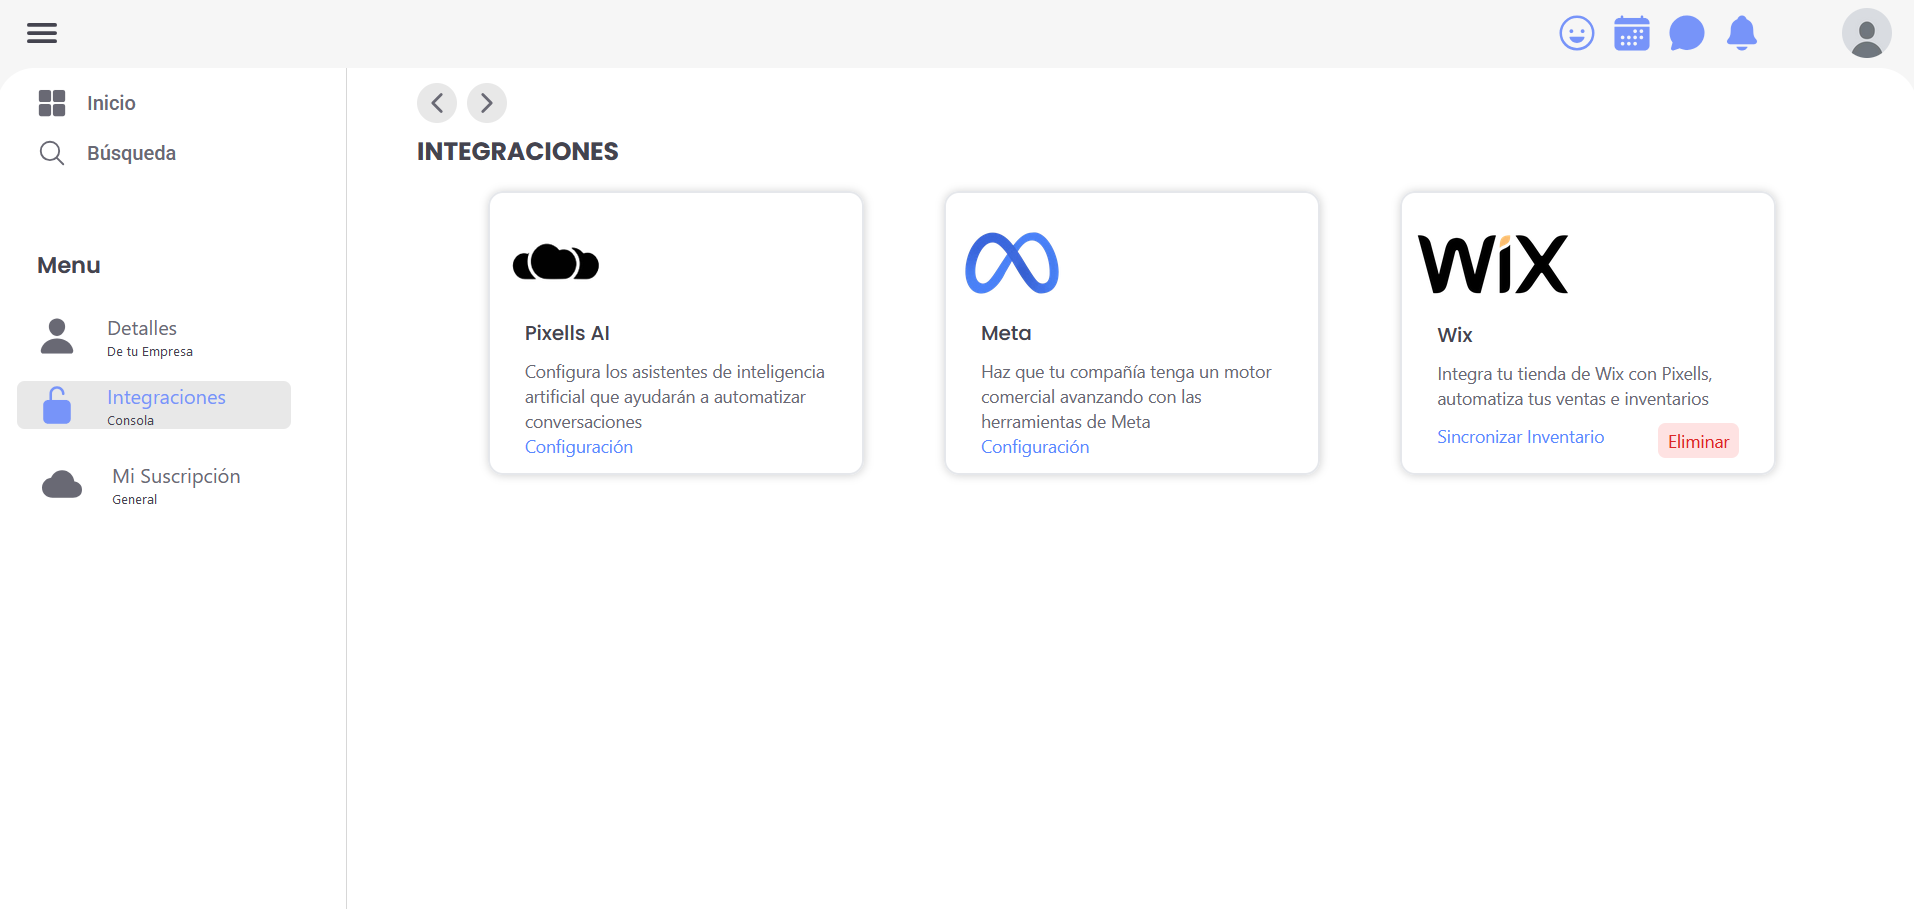 Inicio
Búsqueda
Menu
Detalles
De tu Empresa
Integraciones
Consola
Mi Suscripción
General
INTEGRACIONES
Pixells AI
Configura los asistentes de inteligencia
artificial que ayudarán a automatizar
conversaciones
Configuración
Meta
Haz que tu compañía tenga un motor
comercial avanzando con las
herramientas de Meta
Configuración
WiX
Wix
Integra tu tienda de Wix con Pixells,
automatiza tus ventas e inventarios
Sincronizar Inventario
Eliminar